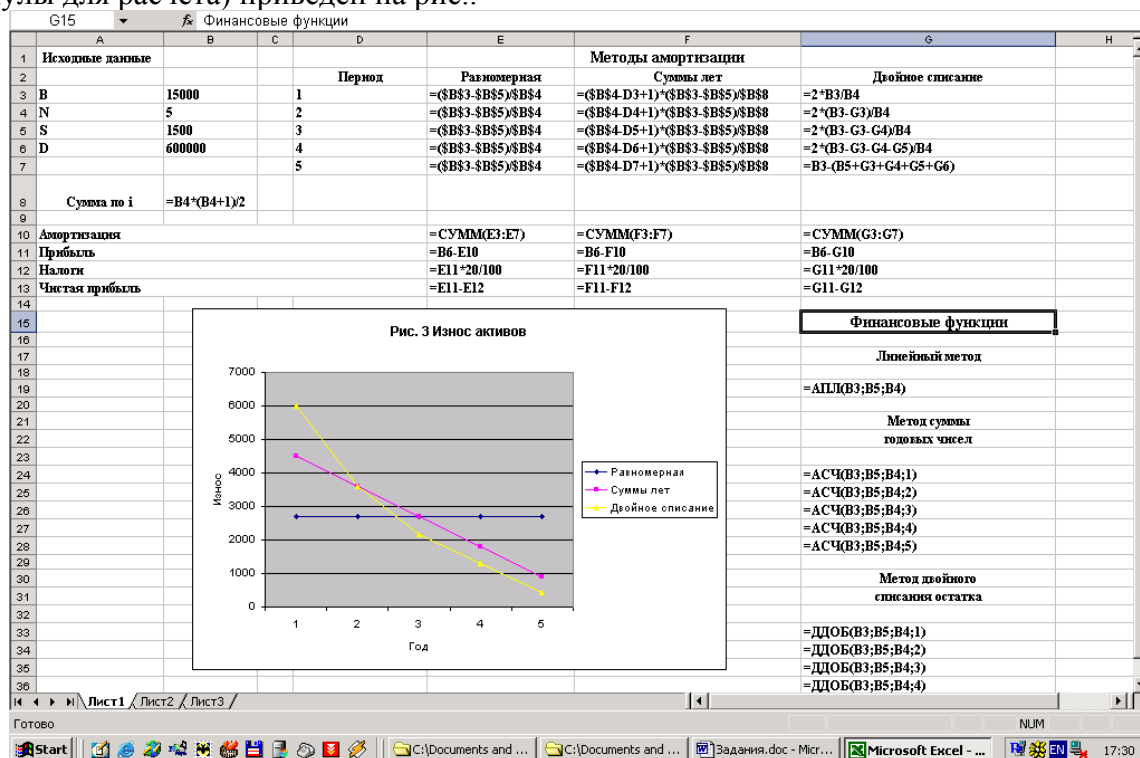 улы для расчета) приведен на рис..
G15 fx Финансовые функции
A B C D E F G H
1 Исходные данные Методы амортизации
2 Период Равномерная Суммы лет Двойное списание
3 B 15000 1 =($B$3-$B$5)/$B$4 =($B$4-D3+1)*($B$3-$B$5)/$B$8 =2*B3/B4
4 N 5 2 =($B$3-$B$5)/$B$4 =($B$4-D4+1)*($B$3-$B$5)/$B$8 =2*(B3-G3)/B4
5 S 1500 3 =($B$3-$B$5)/$B$4 =($B$4-D5+1)*($B$3-$B$5)/$B$8 =2*(B3-G3-G4)/B4
6 D 600000 4 =($B$3-$B$5)/$B$4 =($B$4-D6+1)*($B$3-$B$5)/$B$8 =2*(B3-G3-G4-G5)/B4
7 5 =($B$3-$B$5)/$B$4 =($B$4-D7+1)*($B$3-$B$5)/$B$8 =B3-(B5+G3+G4+G5+G6)
8 Сумма по i =B4*(B4+1)/2
9
10 Амортизация =СУММ(E3:E7) =СУММ(F3:F7) =СУММ(G3:G7)
11 Прибыль =B6-E10 =B6-F10 =B6-G10
12 Налоги =E11*20/100 =F11*20/100 =G11*20/100
13 Чистая прибыль =E11-E12 =F11-F12 =G11-G12
14
15 Финансовые функции
16
17 Линейный метод
18
19 =АПЛ(B3;B5;B4)
20
21 Метод суммы
22 годовых чисел
23
24 =АСЧ(B3;B5;B4;1)
25 =АСЧ(B3;B5;B4;2)
26 =АСЧ(B3;B5;B4;3)
27 =АСЧ(B3;B5;B4;4)
28 =АСЧ(B3;B5;B4;5)
29
30 Метод двойного
31 списания остатка
32
33 =ДДОБ(B3;B5;B4;1)
34 =ДДОБ(B3;B5;B4;2)
35 =ДДОБ(B3;B5;B4;3)
36 =ДДОБ(B3;B5;B4;4)
Рис. 3 Износ активов
7000
6000
5000
4000
3000
2000
1000
0
1 2 3 4 5
Износ
Год
Равномерная
Суммы лет
Двойное списание
Лист1 Лист2 Лист3
Готово NUM
Start C:\Documents and ... C:\Documents and ... Задания.doc - Micr... Microsoft Excel - ... EN 17:30